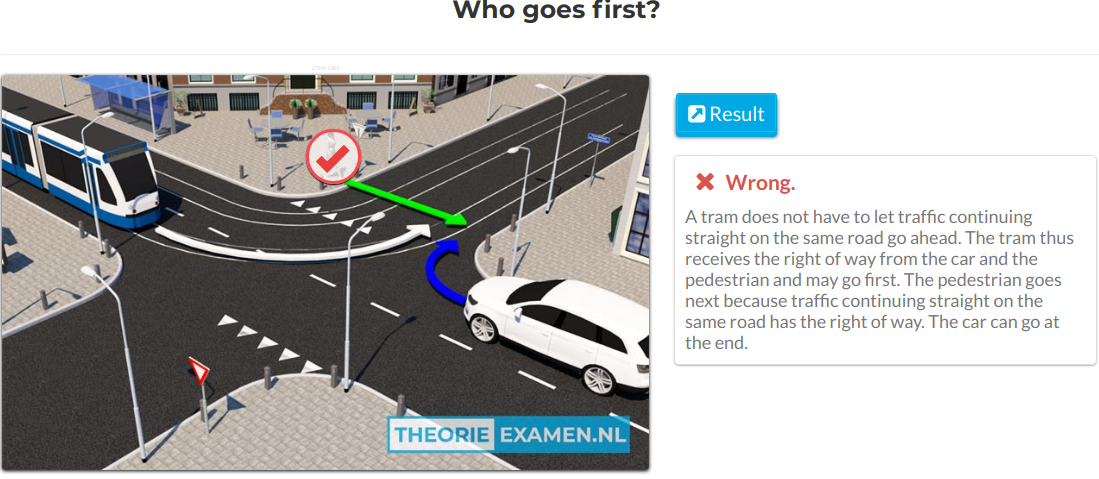 Who goes first?
Result
Wrong.
A tram does not have to let traffic continuing
straight on the same road go ahead. The tram thus
receives the right of way from the car and the
pedestrian and may go first. The pedestrian goes
next because traffic continuing straight on the
same road has the right of way. The car can go at
the end.
THEORIE EXAMEN.NL